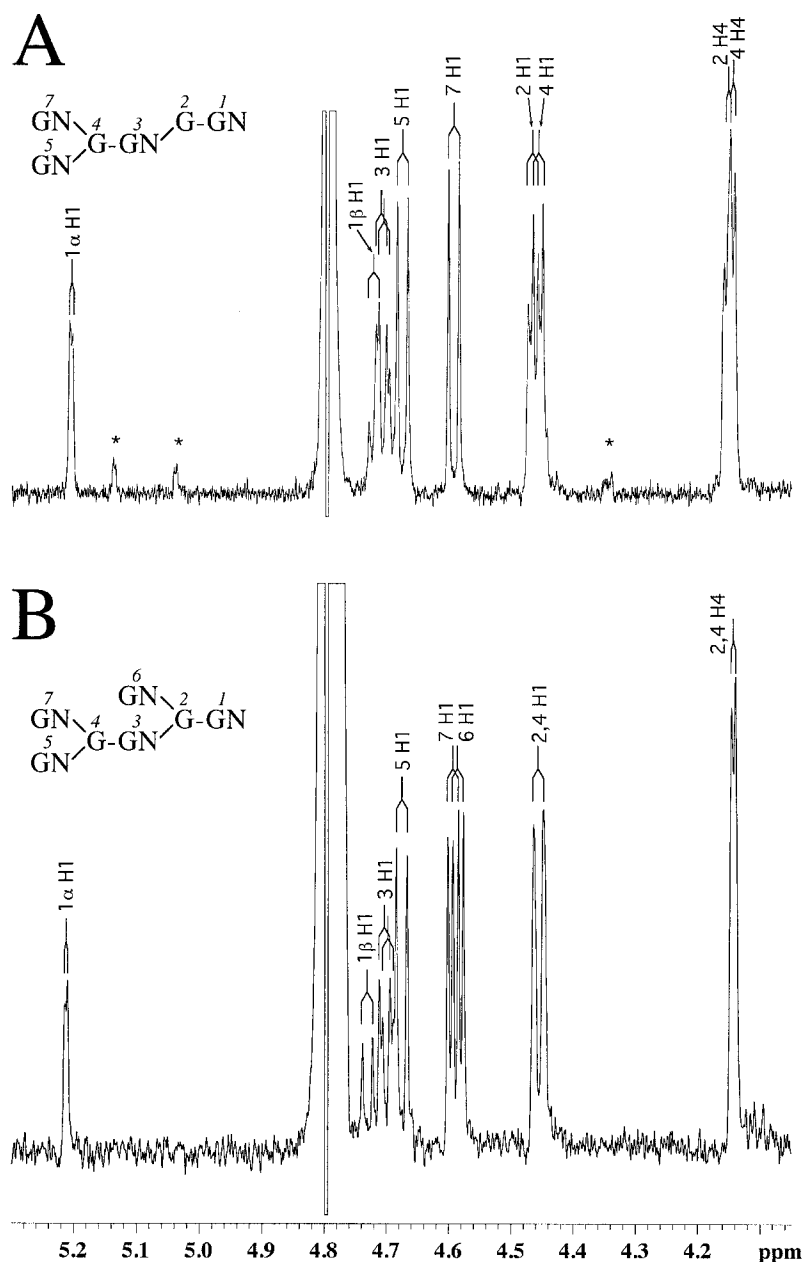 A
7 2 1
GN 4 3 G-GN
5 G-GN
GN
1α H1
*
*
1β H1
3 H1
5 H1
7 H1
2 H1
4 H1
*
2 H4
4 H4
B
6
7 GN 2 1
GN 4 3 G-GN
5 G-GN
GN
1α H1
1β H1
3 H1
5 H1
7 H1
6 H1
2,4 H1
2,4 H4
5.2 5.1 5.0 4.9 4.8 4.7 4.6 4.5 4.4 4.3 4.2 ppm